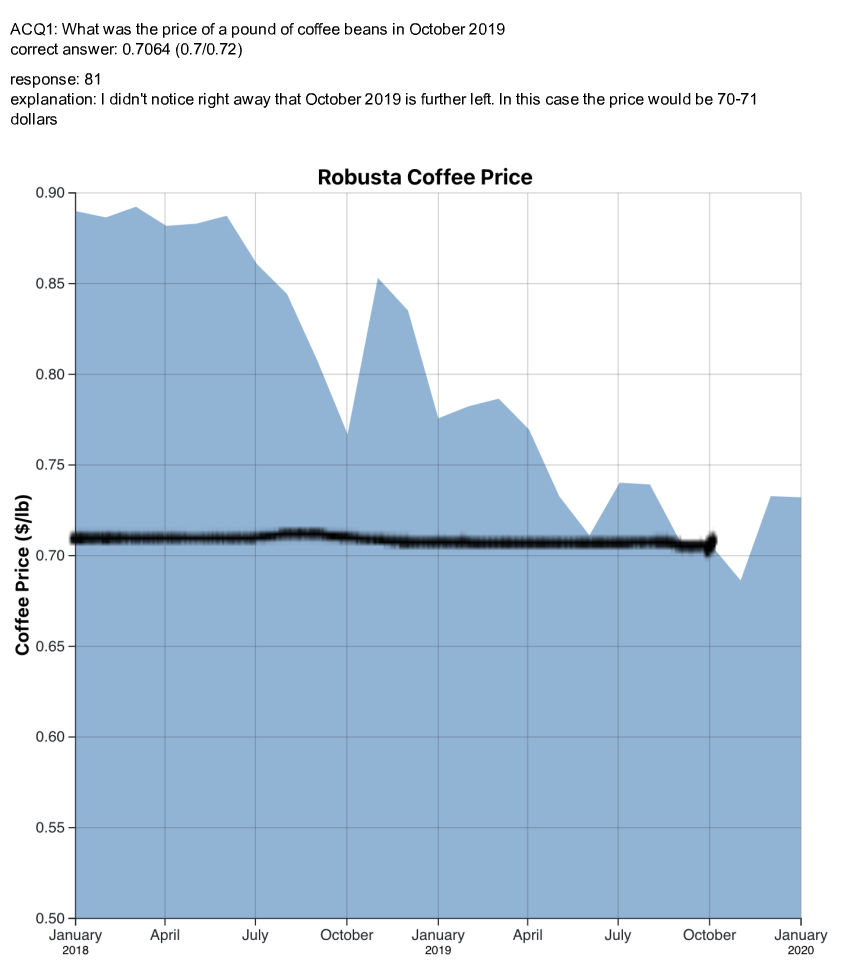 ACQ1: What was the price of a pound of coffee beans in October 2019
correct answer: 0.7064 (0.7/0.72)
response: 81
explanation: I didn't notice right away that October 2019 is further left. In this case the price would be 70-71
dollars
Robusta Coffee Price
0.90
0.85
0.80
0.75
0.70
0.65
0.60
0.55
0.50
Coffee Price ($/lb)
January April July October January April July October January
2018 2019 2020